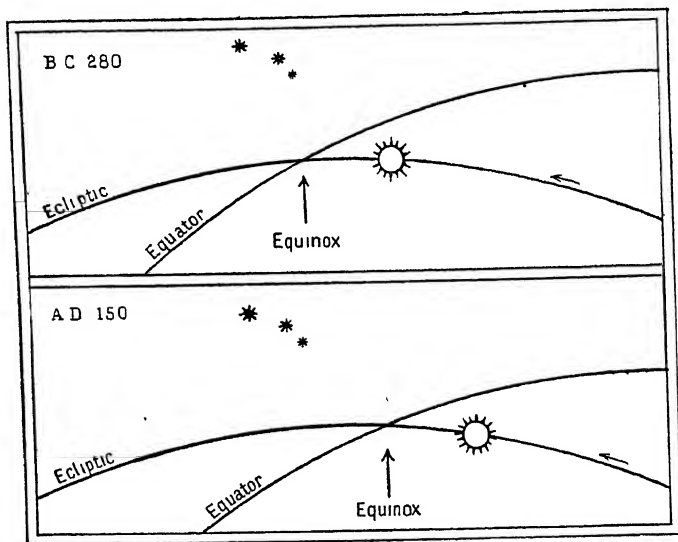 B C 280
Ecliptic
Equator
Equinox
A D 150
Ecliptic
Equator
Equinox